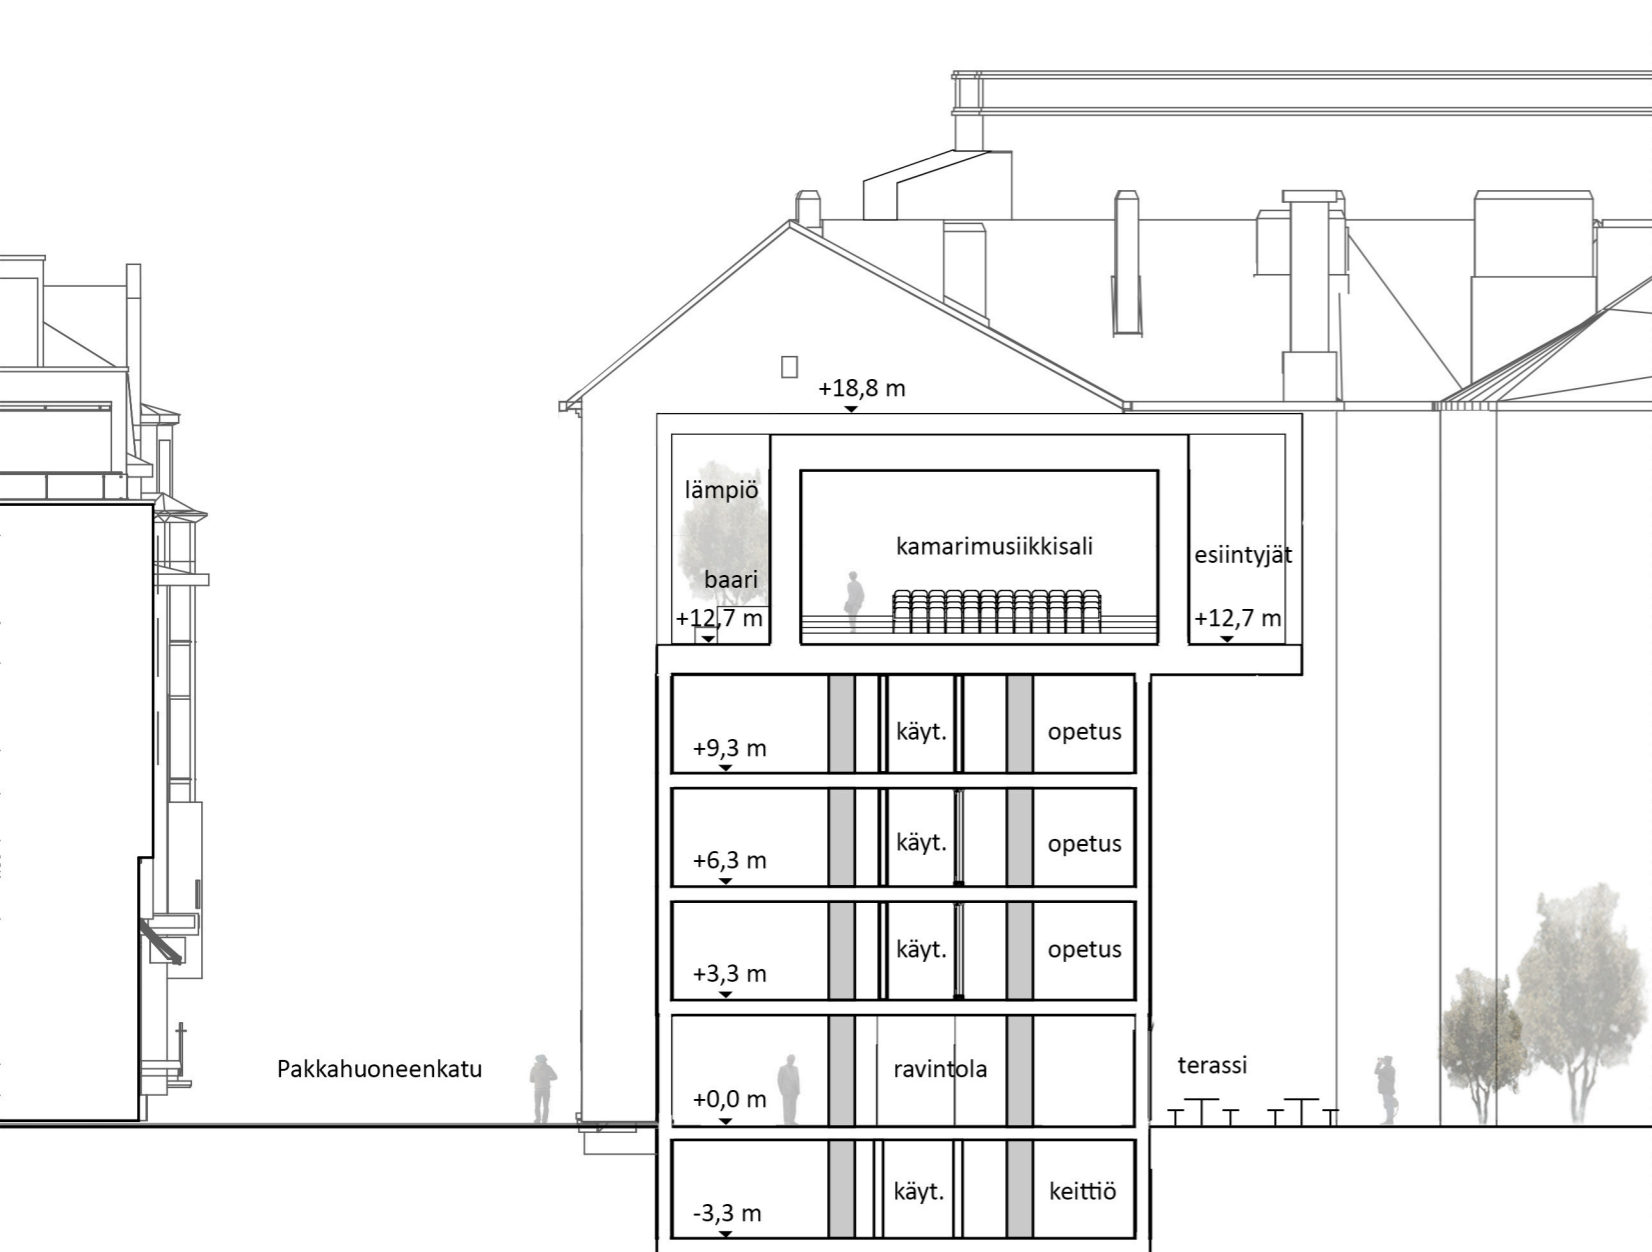 +18,8 m
lämpiö
kamarimusiikkisali
esiintyjät
baari
+12,7 m
+12,7 m
käyt.
opetus
+9,3 m
käyt.
opetus
+6,3 m
käyt.
opetus
+3,3 m
Pakkahuoneenkatu
ravintola
terassi
+0,0 m
käyt.
keittiö
-3,3 m